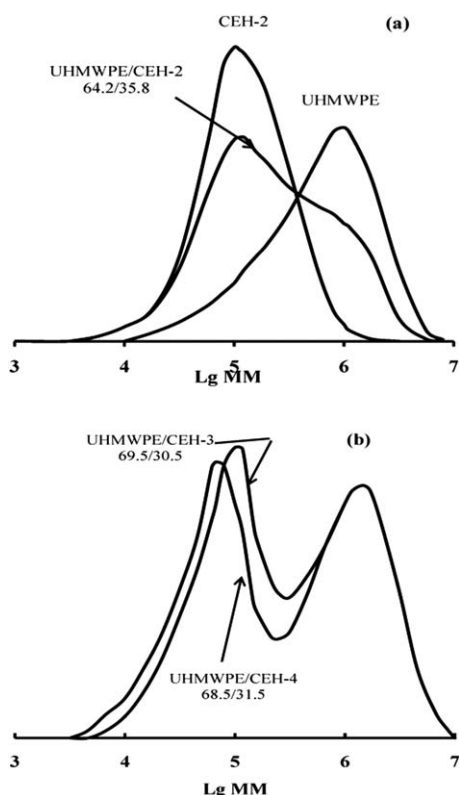 CEH-2
(a)
UHMWPE/CEH-2
64.2/35.8
UHMWPE
3 4 5 6 7
Lg MM
UHMWPE/CEH-3
69.5/30.5
(b)
UHMWPE/CEH-4
68.5/31.5
3 4 5 6 7
Lg MM